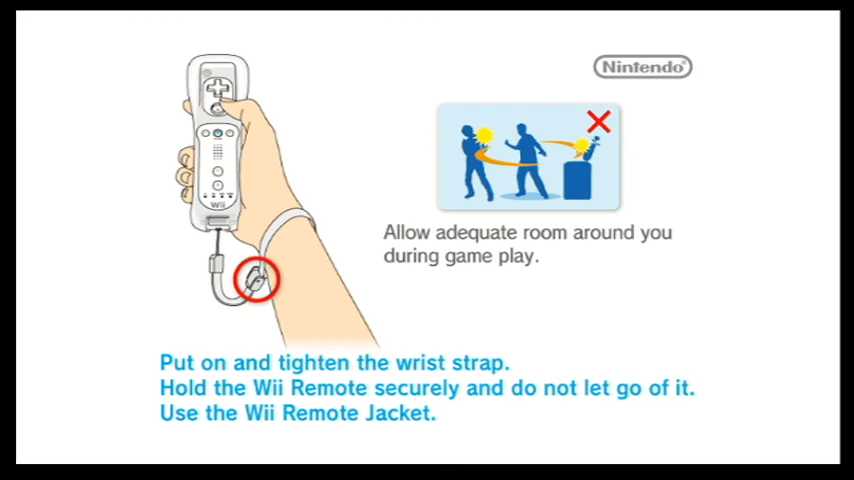 Nintendo
Allow adequate room around you
during game play.
Wii
Put on and tighten the wrist strap.
Hold the Wii Remote securely and do not let go of it.
Use the Wii Remote Jacket.